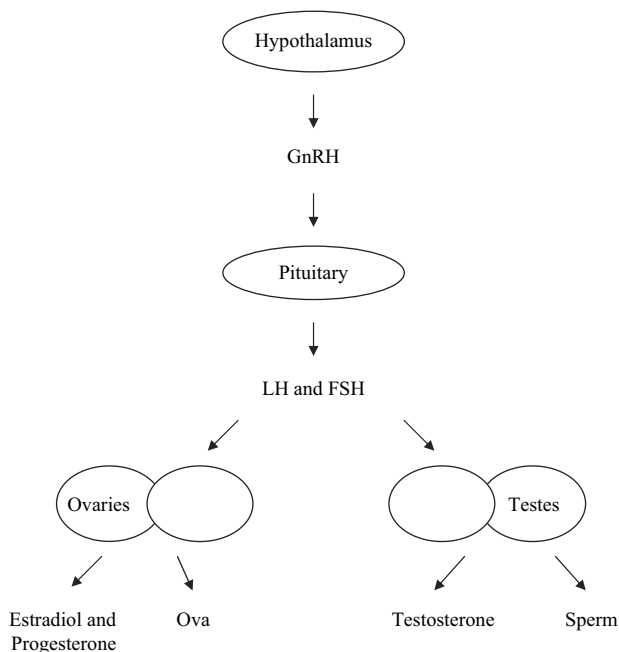 Hypothalamus
GnRH
Pituitary
LH and FSH
Ovaries
Testes
Estradiol and
Progesterone
Ova
Testosterone
Sperm